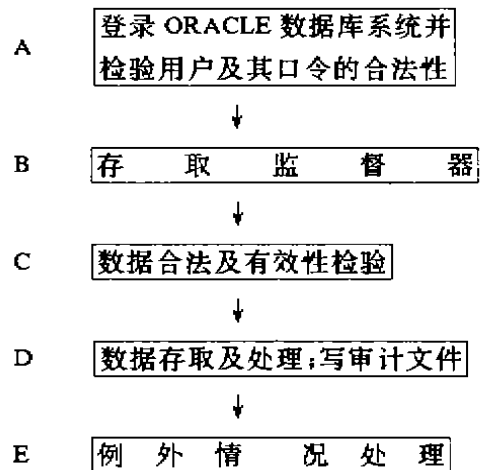 A
登录 ORACLE 数据库系统并
检验用户及其口令的合法性
B
存取监督器
C
数据合法及有效性检验
D
数据存取及处理;写审计文件
E
例外情况处理